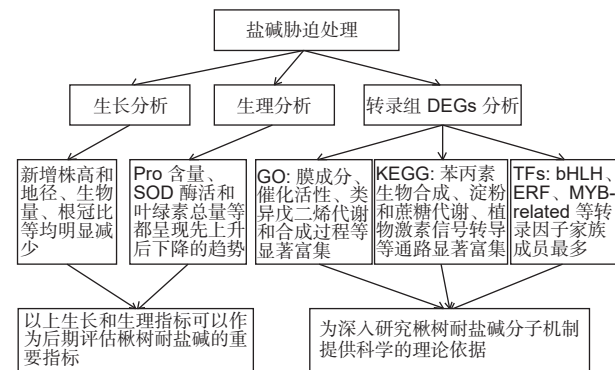 盐碱胁迫处理
生长分析
生理分析
转录组 DEGs 分析
新增株高和
地径、生物
量、根冠比
等均明显减
少
Pro 含量、
SOD 酶活和
叶绿素总量等
都呈现先上升
后下降的趋势
GO: 膜成分、
催化活性、类
异戊二烯代谢
和合成过程等
显著富集
KEGG: 苯丙素
生物合成、淀粉
和蔗糖代谢、植
物激素信号转导
等通路显著富集
TFs: bHLH、
ERF、MYB-
related 等转
录因子家族
成员最多
以上生长和生理指标可以作
为后期评估楸树耐盐碱的重
要指标
为深入研究楸树耐盐碱分子机制
提供科学的理论依据